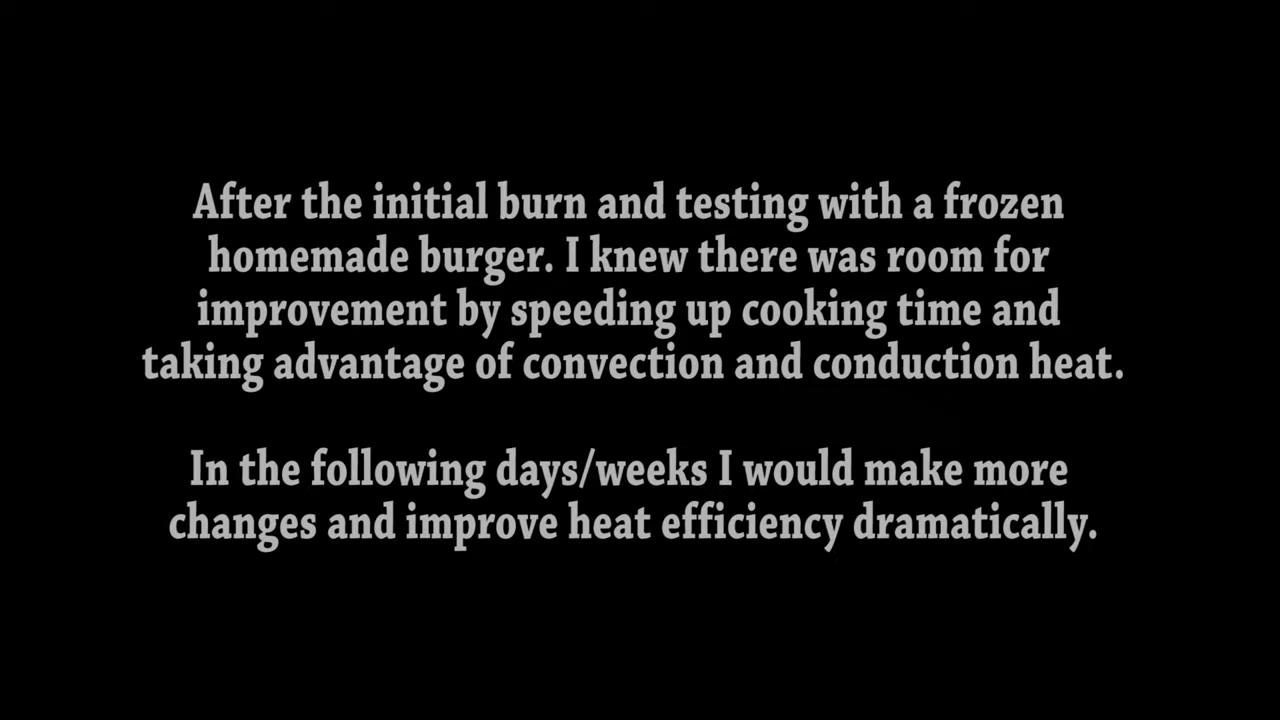 After the initial burn and testing with a frozen
homemade burger. I knew there was room for
improvement by speeding up cooking time and
taking advantage of convection and conduction heat.
In the following days/weeks I would make more
changes and improve heat efficiency dramatically.